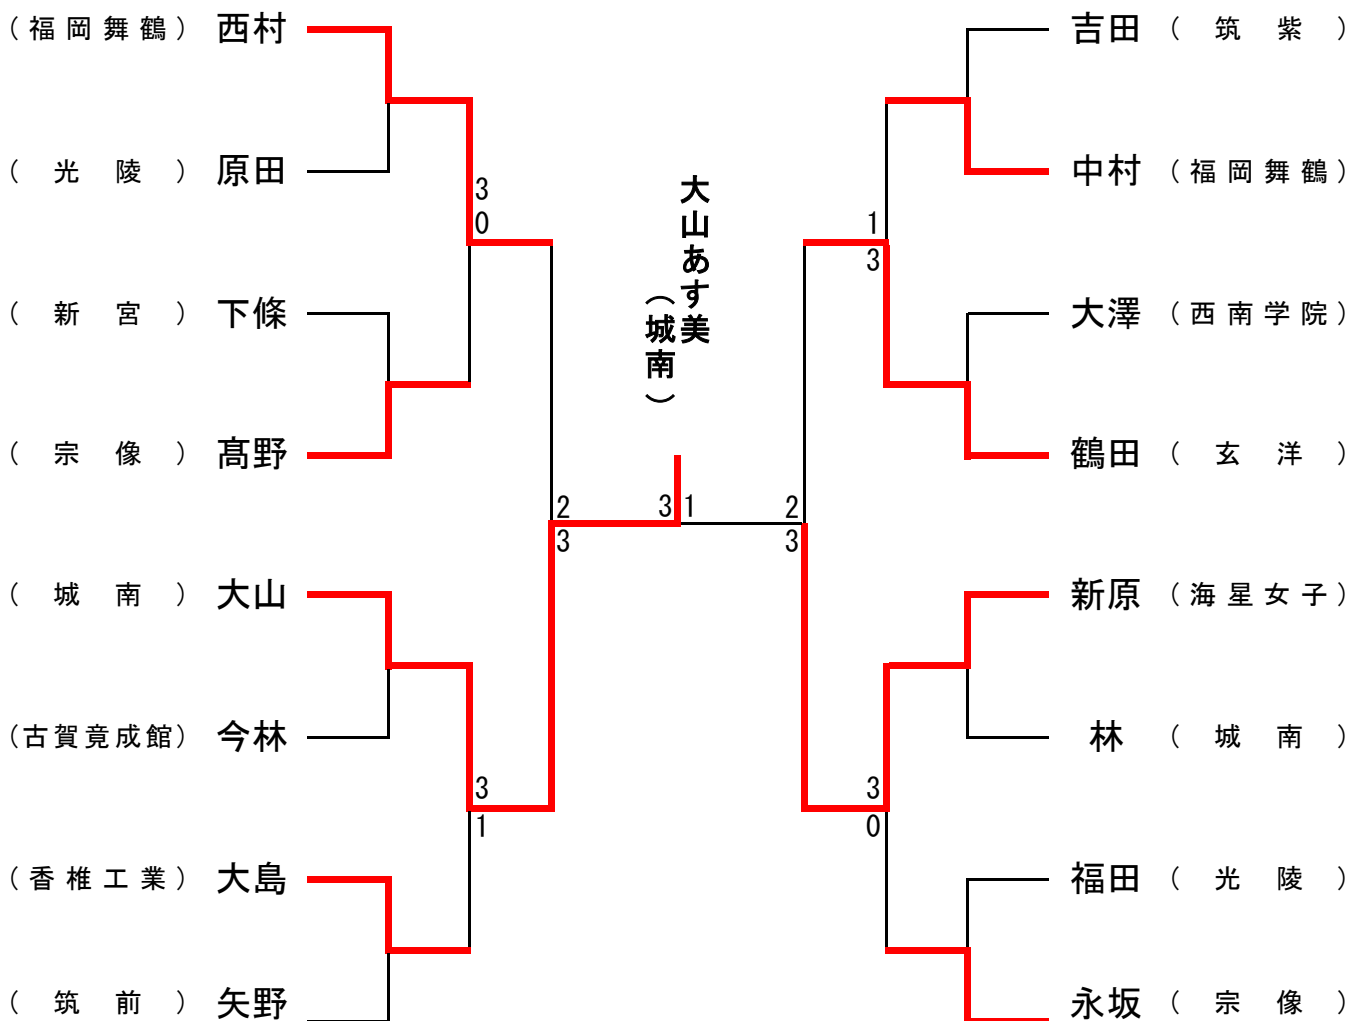 (福岡舞鶴) 西村
(光陵) 原田
3
0
(新宮) 下條
(宗像)髙野
2
3
(城南) 大山
(古賀竟成館) 今林
3
1
(香椎工業) 大島
(筑前) 矢野
大山あす美
(城南)
3 1
吉田 (筑紫)
中村 (福岡舞鶴)
1
3
大澤 (西南学院)
鶴田 (玄洋)
2
3
新原 (海星女子)
林 (城南)
3
0
福田 (光陵)
永坂 (宗像)